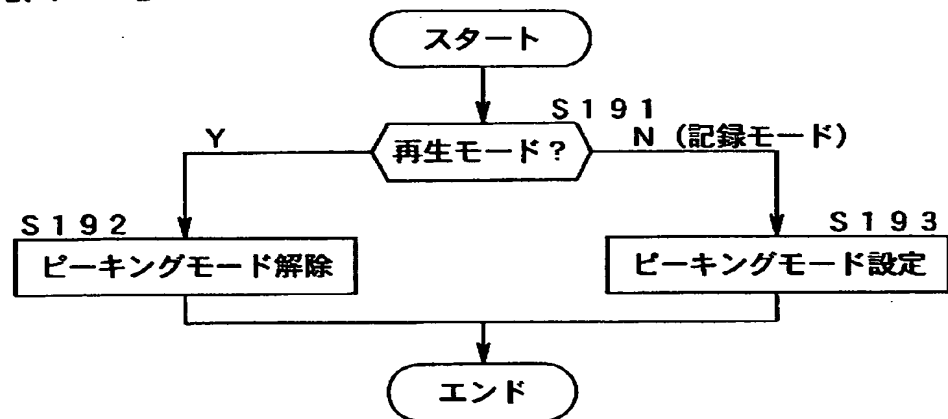 スタート
S191
Y
再生モード？
N (記録モード)
S192
S193
ピーキングモード解除
ピーキングモード設定
エンド